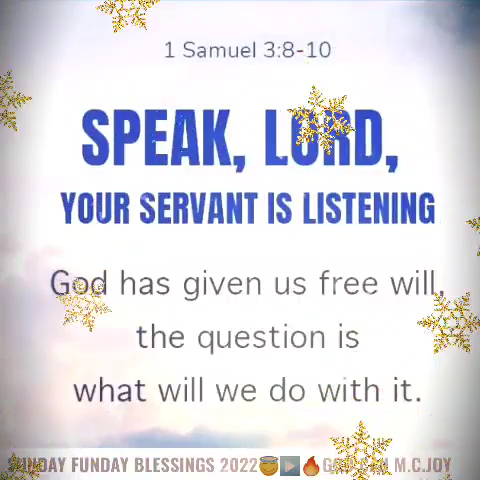 1 Samuel 3:8-10
SPEAK, LORD,
YOUR SERVANT IS LISTENING
God has given us free will,
the question is
what will we do with it.
SUNDAY FUNDAY BLESSINGS 2022😇▶️🔥 M.C.JOY